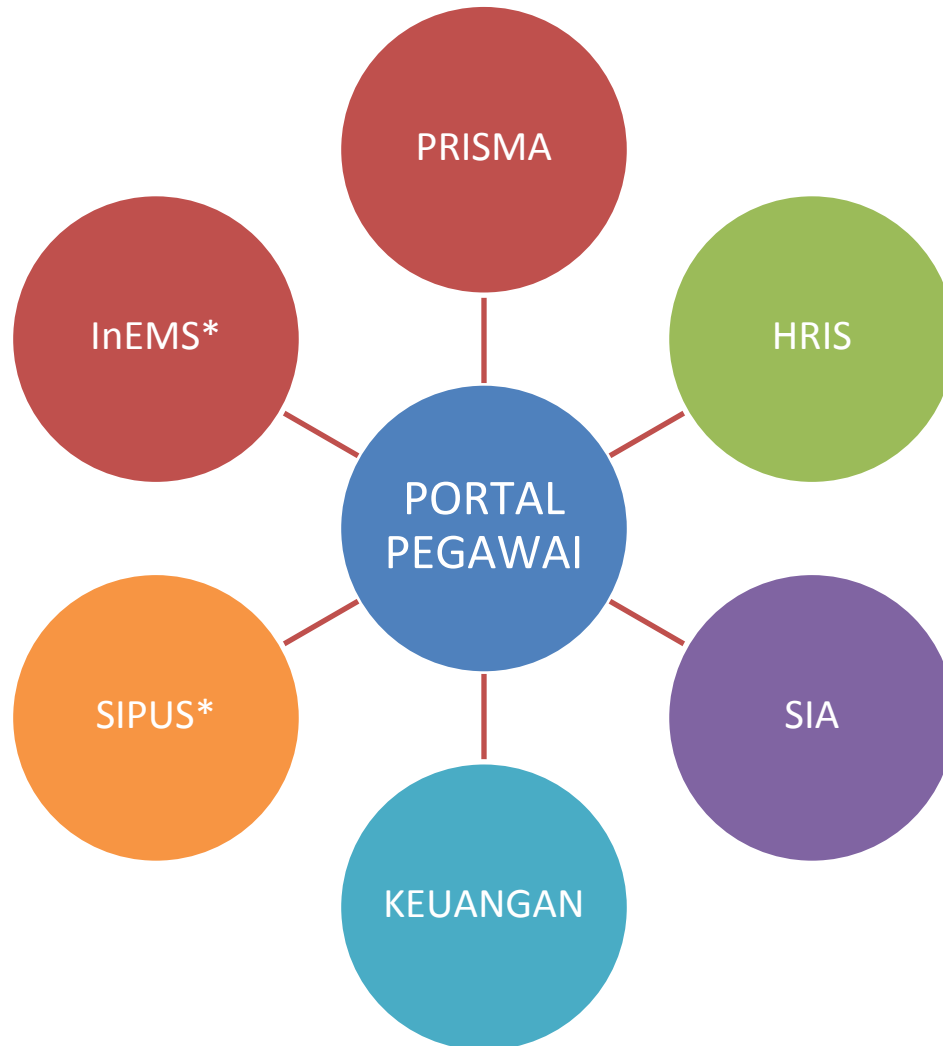 PRISMA
InEMS*
HRIS
PORTAL
PEGAWAI
SIPUS*
SIA
KEUANGAN